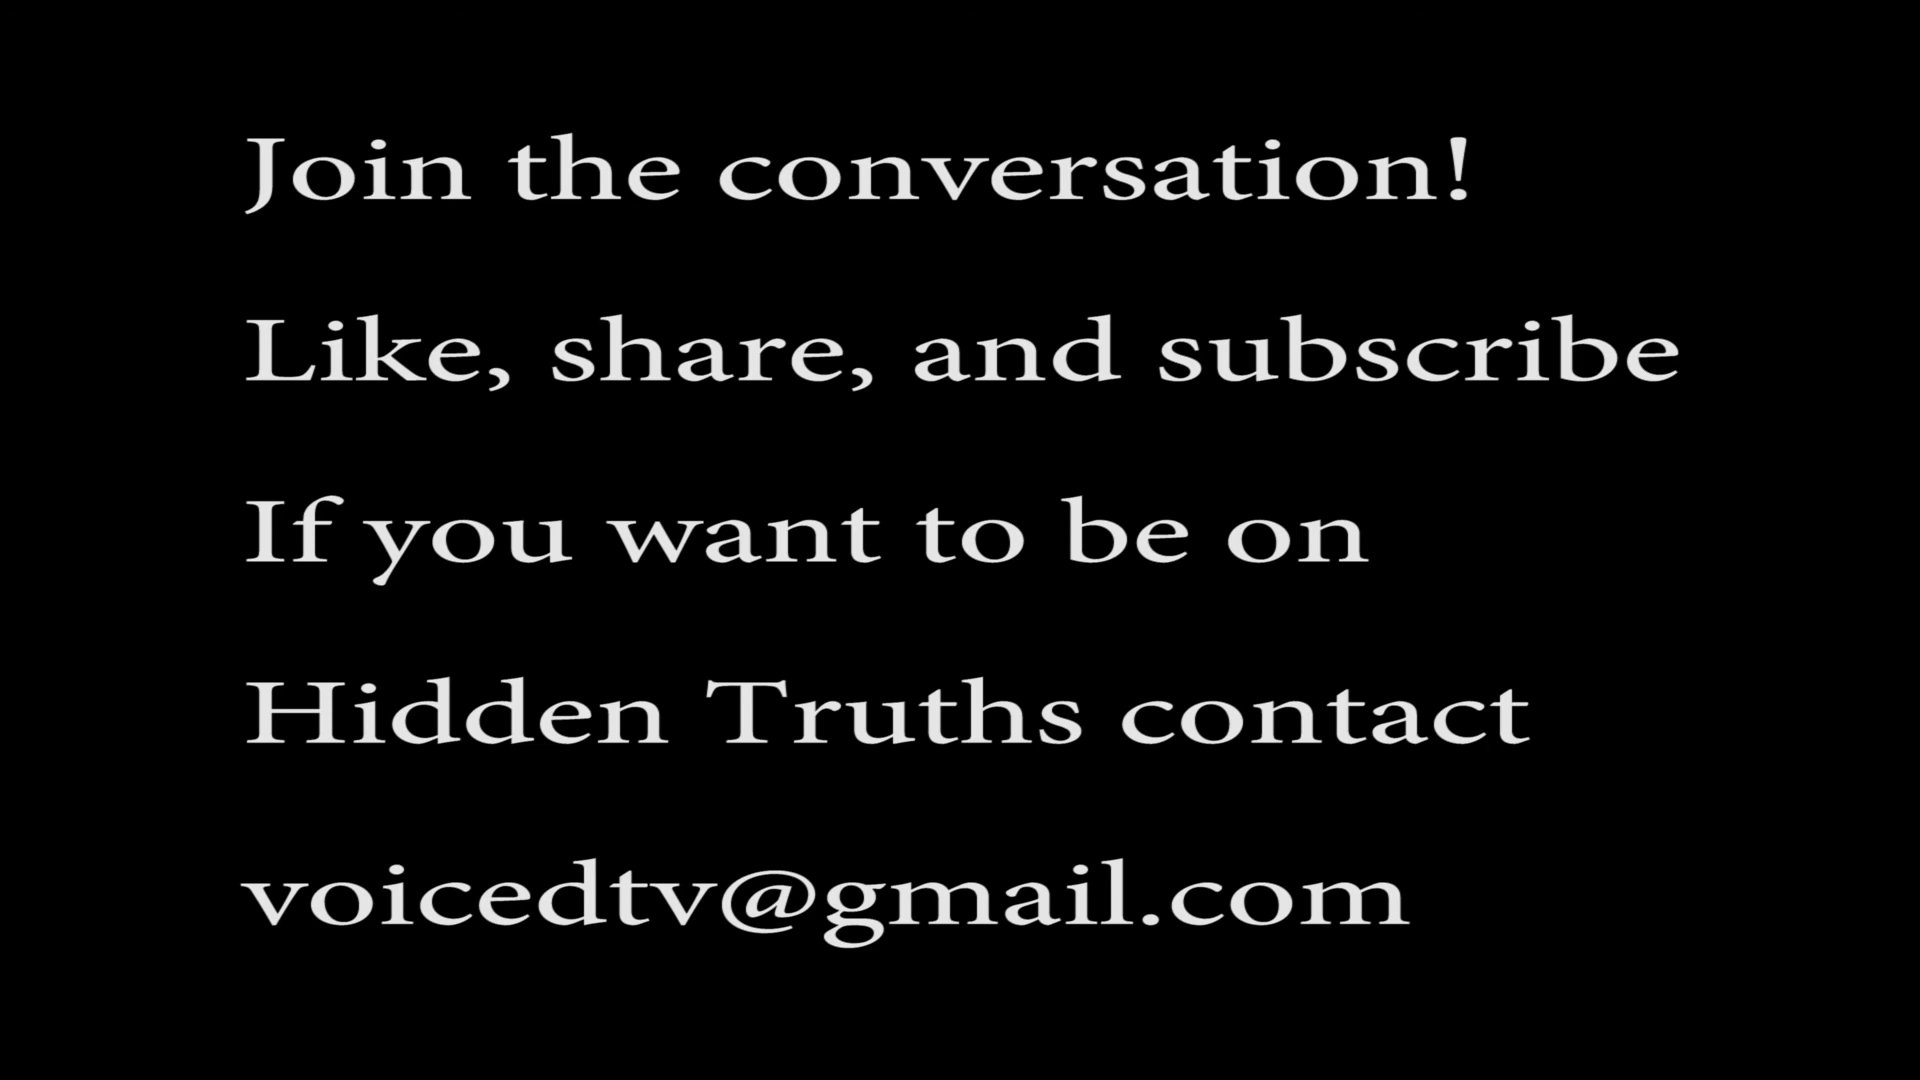 Join the conversation!
Like, share, and subscribe
If you want to be on
Hidden Truths contact
voicedtv@gmail.com